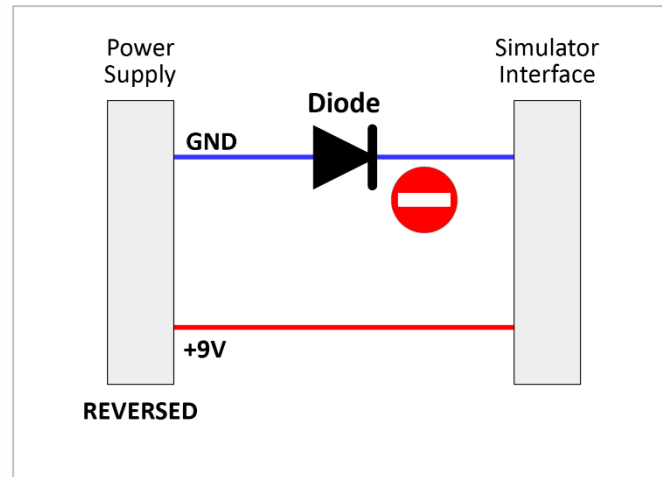 Power
Supply
Simulator
Interface
Diode
GND
+9V
REVERSED